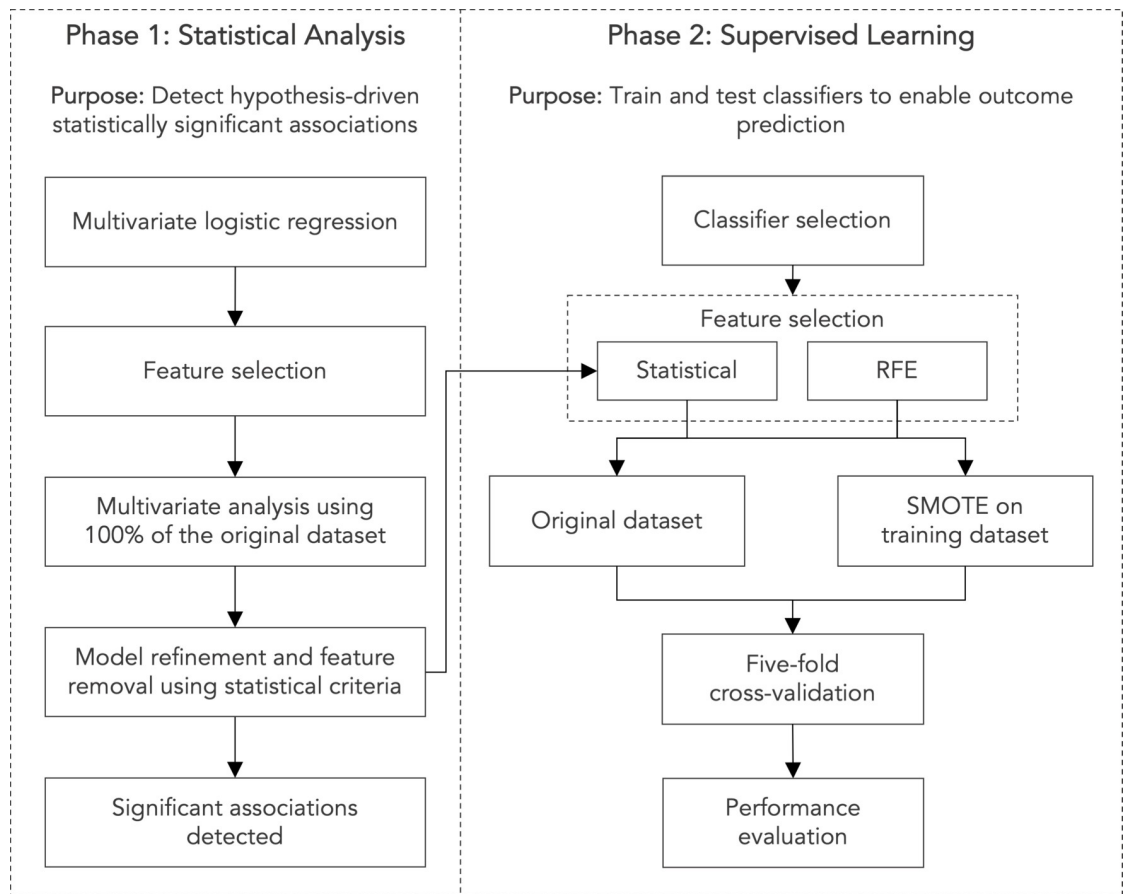 Phase 1: Statistical Analysis
Purpose: Detect hypothesis-driven
statistically significant associations
Multivariate logistic regression
Feature selection
Multivariate analysis using
100% of the original dataset
Model refinement and feature
removal using statistical criteria
Significant associations
detected
Phase 2: Supervised Learning
Purpose: Train and test classifiers to enable outcome
prediction
Classifier selection
Feature selection
Statistical
RFE
Original dataset
SMOTE on
training dataset
Five-fold
cross-validation
Performance
evaluation